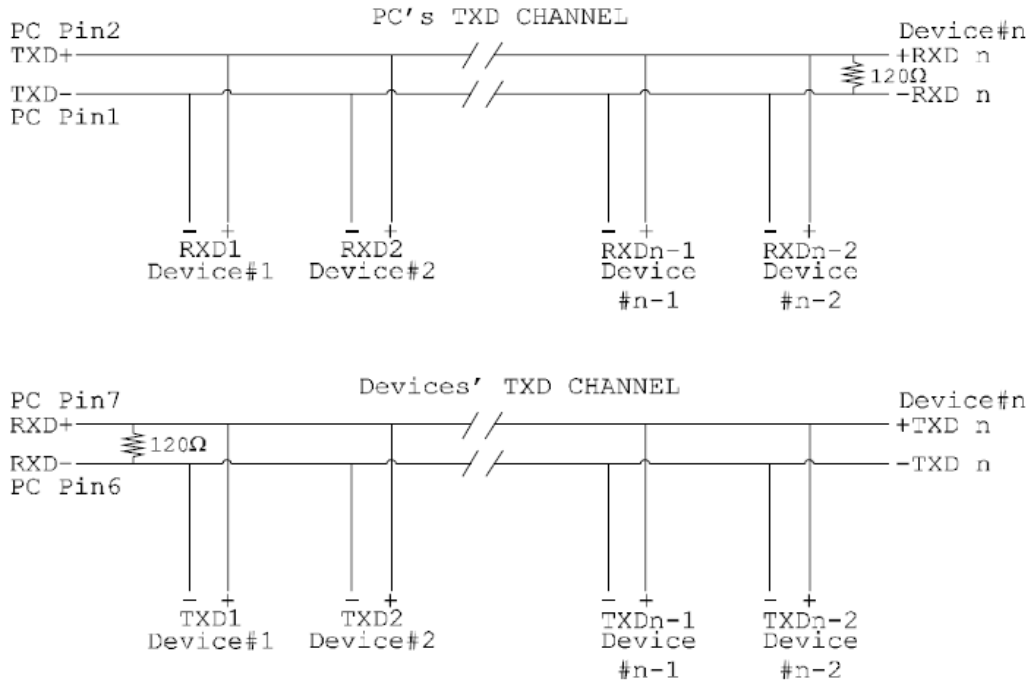 PC's TXD CHANNEL
PC Pin2
Device#n
TXD+
+RXD n
120Ω
TXD-
-RXD n
PC Pin1
- +
- +
- +
- +
RXD1
RXD2
RXDn-1
RXDn-2
Device#1
Device#2
Device
Device
#n-1
#n-2
Devices' TXD CHANNEL
PC Pin7
Device#n
RXD+
+TXD n
120Ω
RXD-
-TXD n
PC Pin6
- +
- +
- +
- +
TXD1
TXD2
TXDn-1
TXDn-2
Device#1
Device#2
Device
Device
#n-1
#n-2